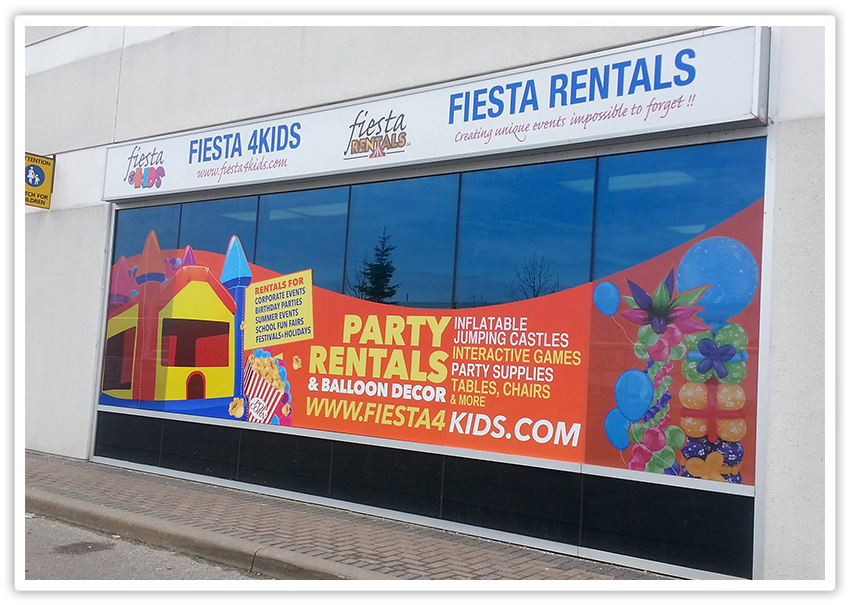 ATTENTION
CH FOR
ILDREN
fiesta
4KIDS
FIESTA 4KIDS
www.fiesta4kids.com
fiesta
RENTALS
FIESTA RENTALS
Creating unique events impossible to forget !!
RENTALS FOR
CORPORATE EVENTS
BIRTHDAY PARTIES
SUMMER EVENTS
SCHOOL FUN FAIRS
FESTIVALS•HOLIDAYS
PARTY
RENTALS
& BALLOON DECOR
INFLATABLE
JUMPING CASTLES
INTERACTIVE GAMES
PARTY SUPPLIES
TABLES, CHAIRS
& MORE
WWW.FIESTA4KIDS.COM